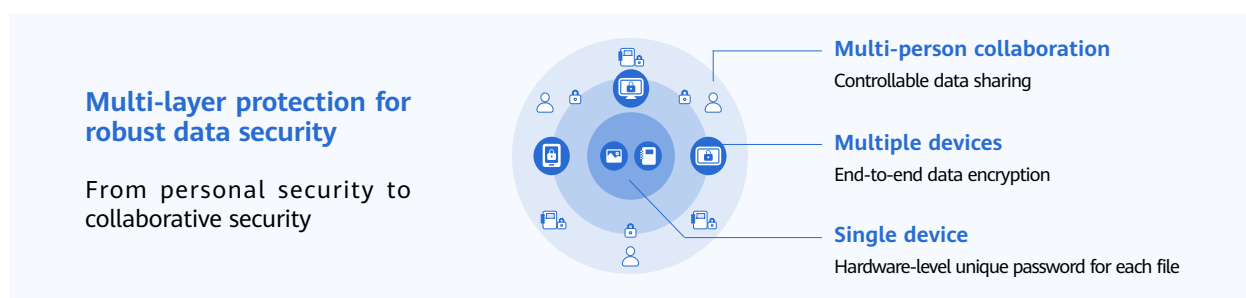 Multi-layer protection for
robust data security
From personal security to
collaborative security
Multi-person collaboration
Controllable data sharing
Multiple devices
End-to-end data encryption
Single device
Hardware-level unique password for each file